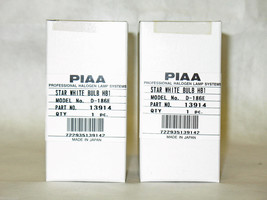 PIAA
PROFESSIONAL HALOGEN LAMP SYSTEMS
STAR WHITE BULB HB1
MODEL No. D-186E
PART NO. 13914
QTY 1 pc.
722935139142
MADE IN JAPAN
PIAA
PROFESSIONAL HALOGEN LAMP SYSTEMS
STAR WHITE BULB HB1
MODEL No. D-186E
PART NO. 13914
QTY 1 pc.
722935139142
MADE IN JAPAN